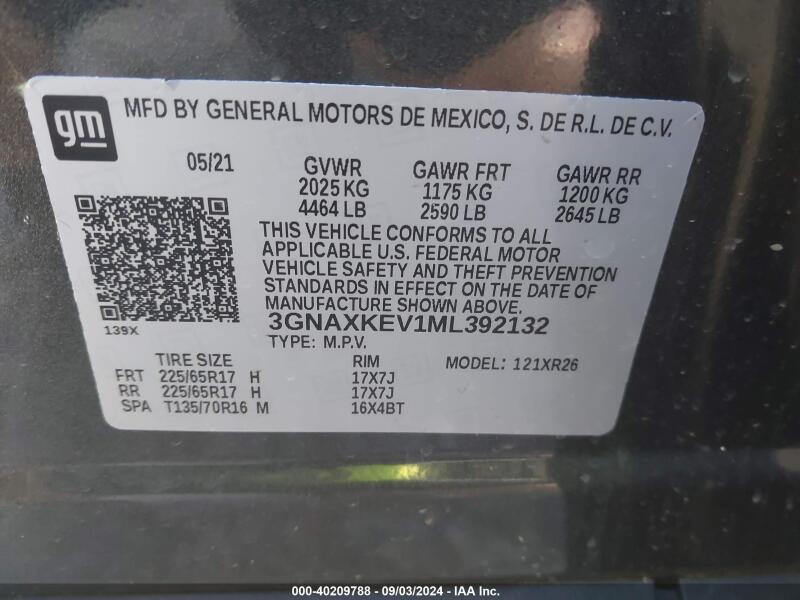 gm
MFD BY GENERAL MOTORS DE MEXICO, S. DE R.L. DE C.V.
05/21 GVWR GAWR FRT GAWR RR
2025 KG 1175 KG 1200 KG
4464 LB 2590 LB 2645 LB
THIS VEHICLE CONFORMS TO ALL
APPLICABLE U.S. FEDERAL MOTOR
VEHICLE SAFETY AND THEFT PREVENTION
STANDARDS IN EFFECT ON THE DATE OF
MANUFACTURE SHOWN ABOVE.
139X
3GNAXKEV1ML392132
TYPE: M.P.V.
TIRE SIZE RIM MODEL: 121XR26
FRT 225/65R17 H 17X7J
RR 225/65R17 H 17X7J
SPA T135/70R16 M 16X4BT
000-40209788 - 09/03/2024 - IAA Inc.